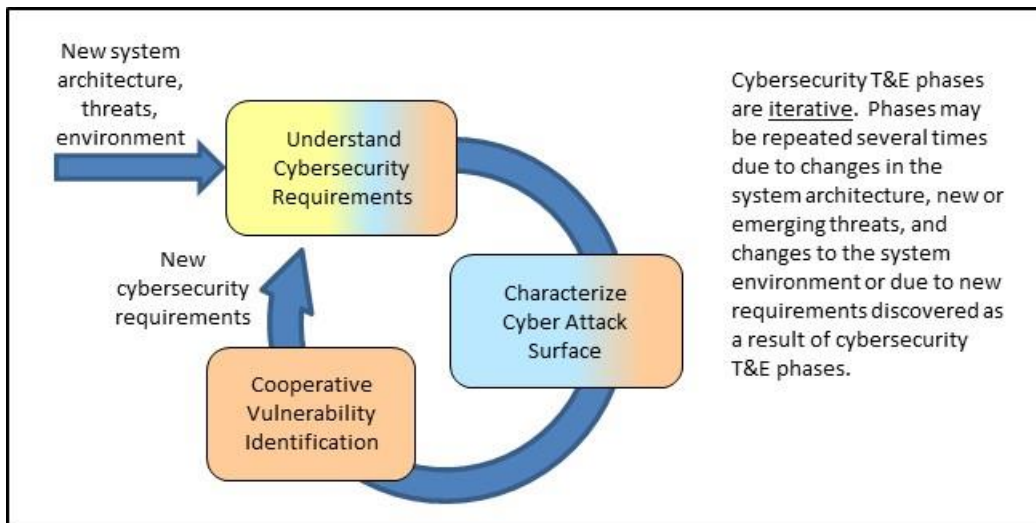 New system
architecture,
threats,
environment
Understand
Cybersecurity
Requirements
Characterize
Cyber Attack
Surface
Cooperative
Vulnerability
Identification
New
cybersecurity
requirements
Cybersecurity T&E phases
are iterative. Phases may
be repeated several times
due to changes in the
system architecture, new or
emerging threats, and
changes to the system
environment or due to new
requirements discovered as
a result of cybersecurity
T&E phases.